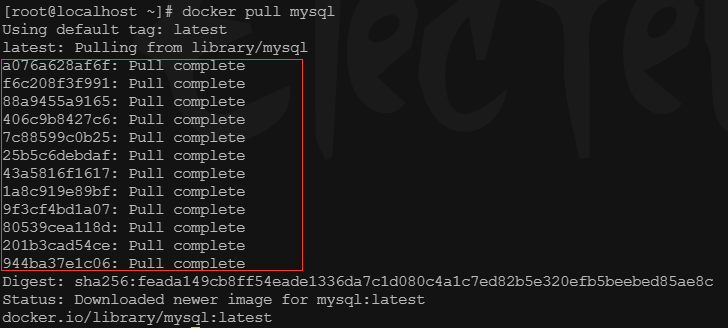 [root@localhost ~]# docker pull mysql
Using default tag: latest
latest: Pulling from library/mysql
a076a628af6f: Pull complete
f6c208f3f991: Pull complete
88a9455a9165: Pull complete
406c9b8427c6: Pull complete
7c88599c0b25: Pull complete
25b5c6debdaf: Pull complete
43a5816f1617: Pull complete
1a8c919e89bf: Pull complete
9f3cf4bd1a07: Pull complete
80539cea118d: Pull complete
201b3cad54ce: Pull complete
944ba37e1c06: Pull complete
Digest: sha256:feada149cb8ff54eade1336da7c1d080c4a1c7ed82b5e320efb5beebed85ae8c
Status: Downloaded newer image for mysql:latest
docker.io/library/mysql:latest